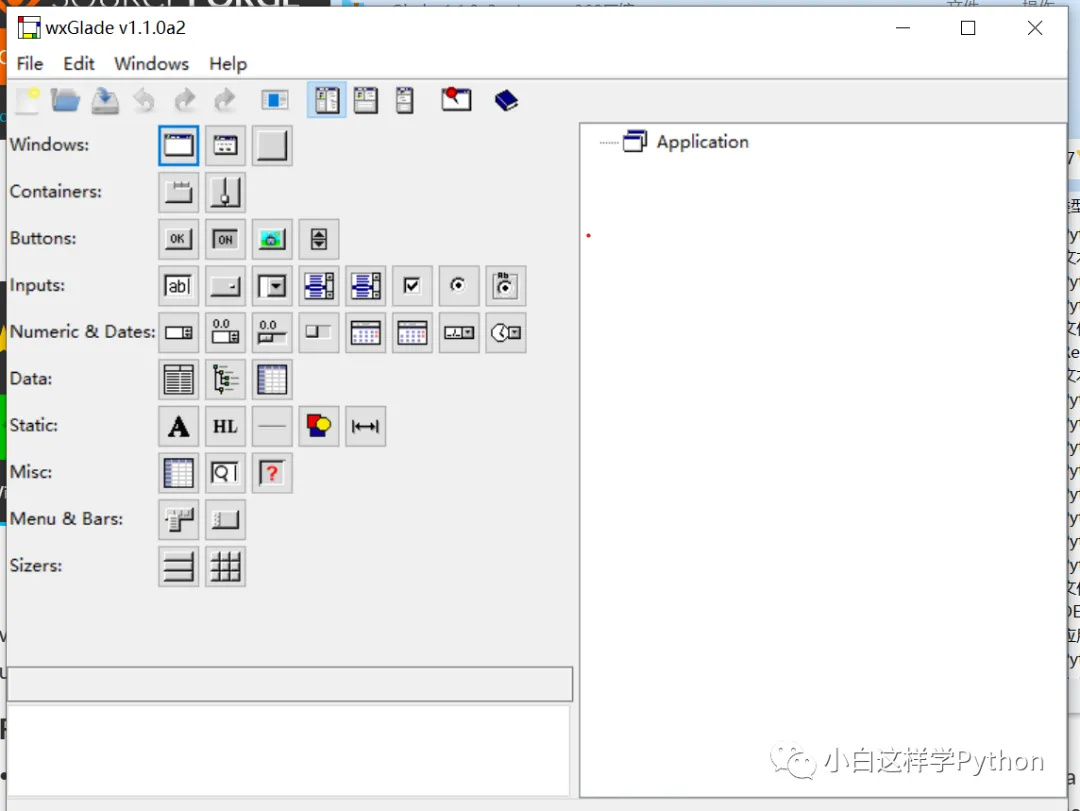 wxGlade v1.1.0a2
File Edit Windows Help
Windows:
Containers:
Buttons:
OK ON
Inputs:
ab Rb
Numeric & Dates:
0.0 0.0
Data:
Static:
A HL
Misc:
?
Menu & Bars:
Sizers:
Application
小白这样学Python